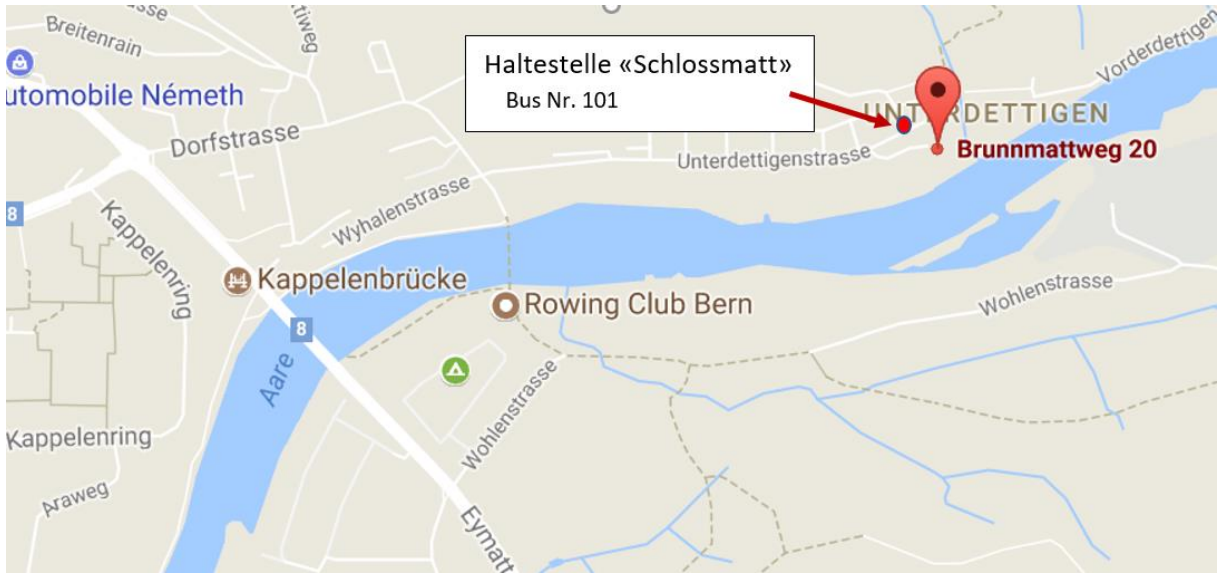 Breitenrain
utomobile Németh
Dorfstrasse
Haltestelle «Schlossmatt»
Bus Nr. 101
Vorderdettigen
UNTERDETTIGEN
Brunnmattweg 20
Unterdettigenstrasse
Wyhalenstrasse
8
Kappelenring
Kappelenbrücke
8
Aare
Rowing Club Bern
Wohlenstrasse
Wohlenstrasse
Kappelenring
Araweg
Eymatt